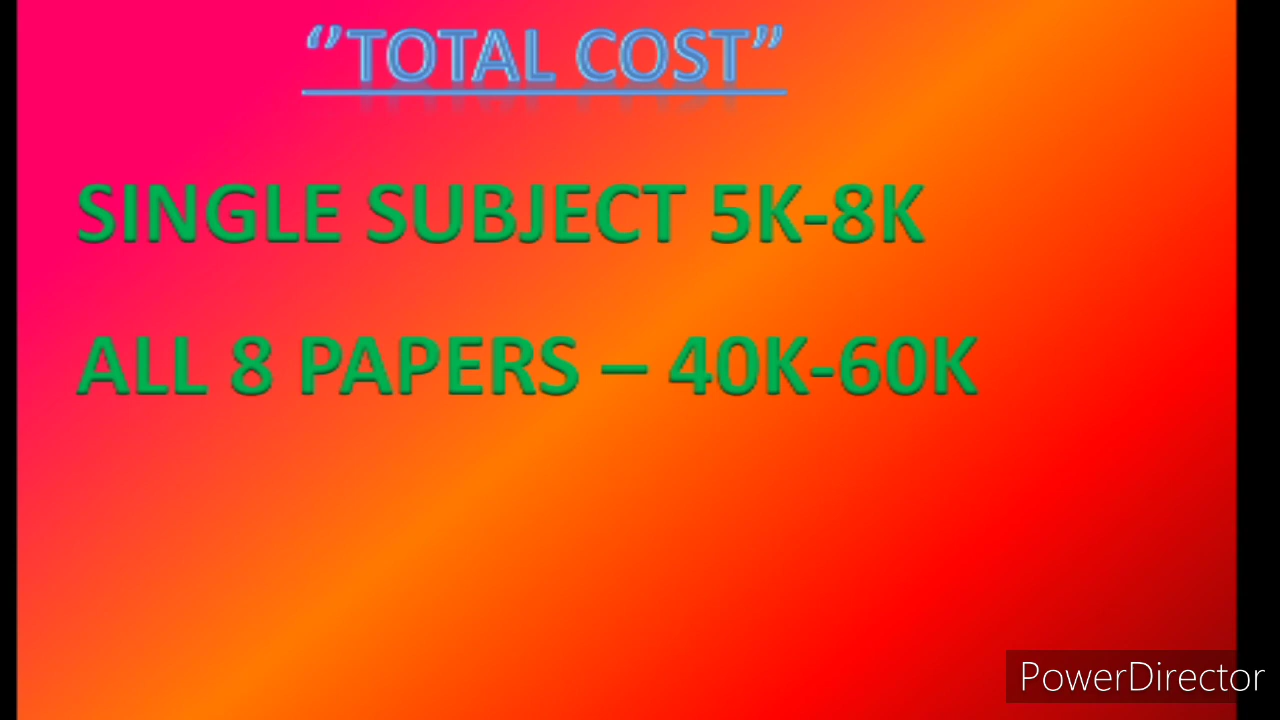 ‘’TOTAL COST’’
SINGLE SUBJECT 5K-8K
ALL 8 PAPERS – 40K-60K
PowerDirector